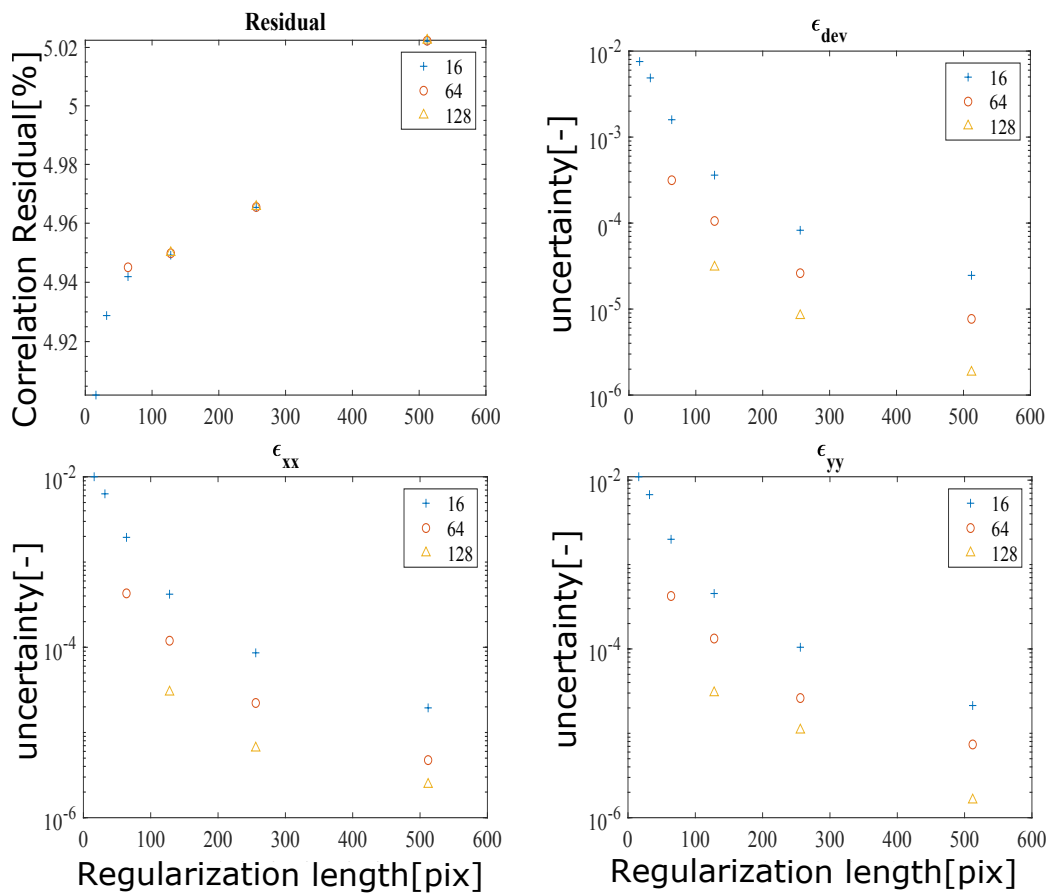 Residual
Correlation Residual[%]
5.02
5
4.98
4.96
4.94
4.92
0 100 200 300 400 500 600
16
64
128
ϵdev
uncertainty[-]
10-2
10-3
0-4
10-5
10-6
0 100 200 300 400 500 600
16
64
128
ϵxx
uncertainty[-]
10-2
10-4
10-6
0 100 200 300 400 500 600
Regularization length[pix]
16
64
128
ϵyy
uncertainty[-]
10-2
10-4
10-6
0 100 200 300 400 500 600
Regularization length[pix]
16
64
128